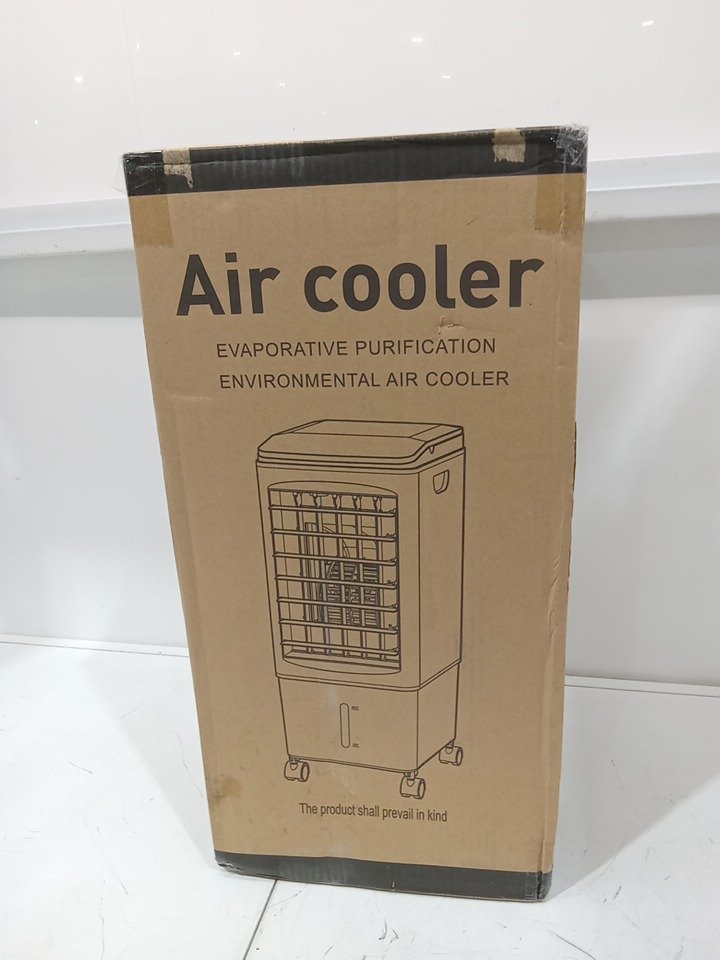 Air cooler
EVAPORATIVE PURIFICATION
ENVIRONMENTAL AIR COOLER
The product shall prevail in kind